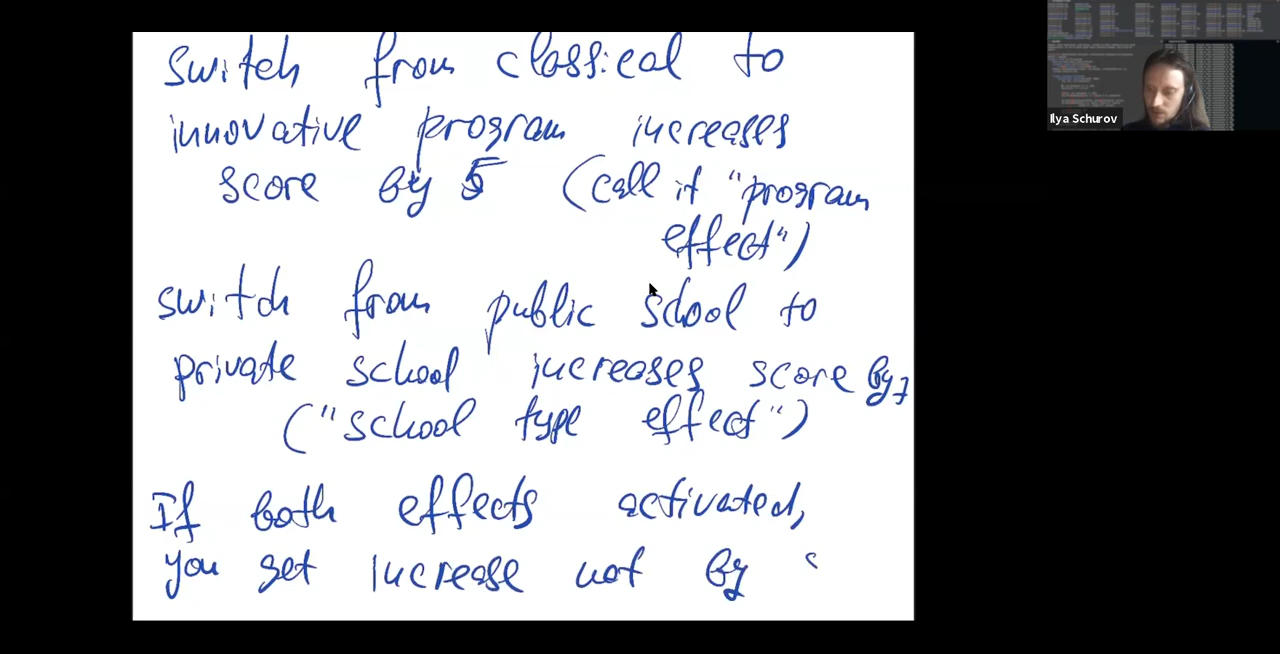 switch from classical to
innovative program increases
score by 5 (call it "program
effect")
switch from public school to
private school increases score by 7
("school type effect")
If both effects activated,
you get increase not by
Ilya Schurov